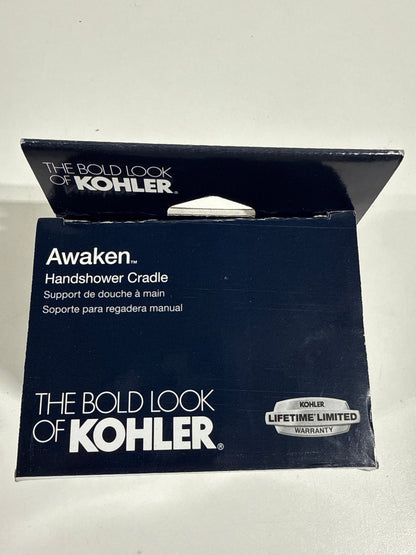 THE BOLD LOOK
OF KOHLER®
Awaken™
Handshower Cradle
Support de douche à main
Soporte para regadera manual
THE BOLD LOOK
OF KOHLER®
KOHLER
LIFETIME LIMITED
WARRANTY